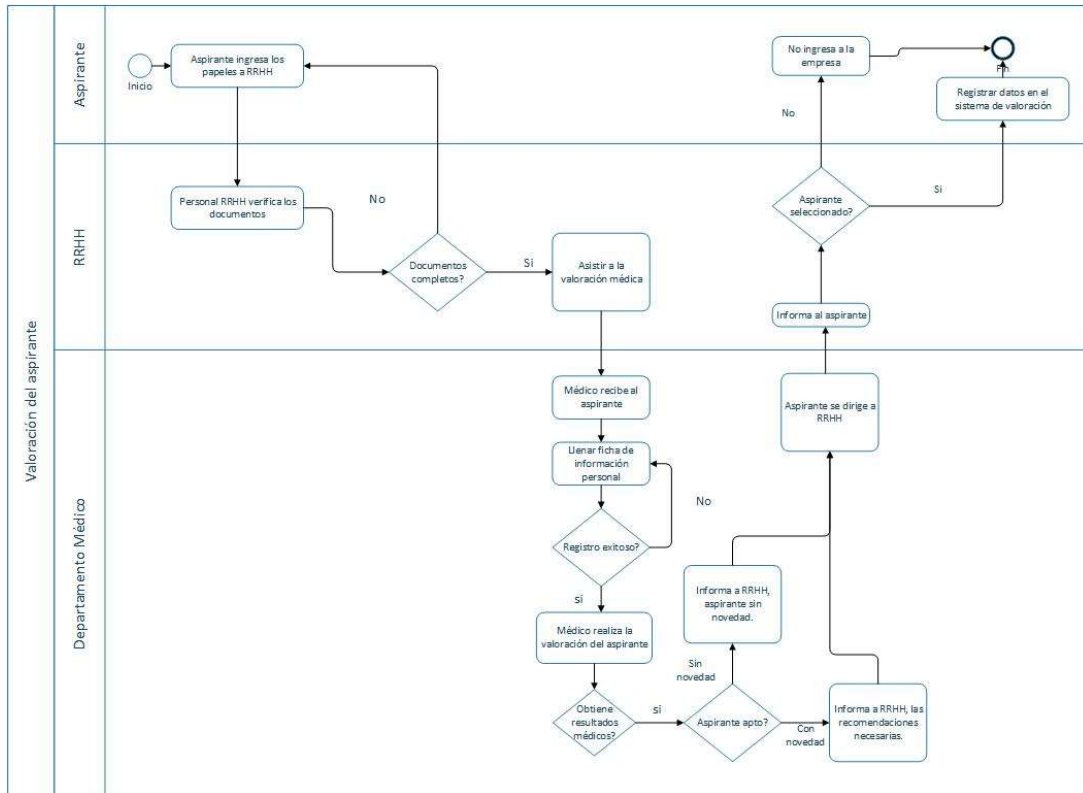 Valoración del aspirante
Aspirante
Inicio
Aspirante ingresa los
papeles a RRHH
No ingresa a la
empresa
Fin
Registrar datos en el
sistema de valoración
No
RRHH
Personal RRHH verifica los
documentos
No
Documentos
completos?
Si
Asistir a la
valoración médica
Aspirante
seleccionado?
Si
Informa al aspirante
Departamento Médico
Médico recibe al
aspirante
Llenar ficha de
información
personal
No
Registro exitoso?
si
Médico realiza la
valoración del aspirante
Obtiene
resultados
médicos?
si
Aspirante apto?
Sin
novedad
Informa a RRHH,
aspirante sin
novedad.
Con
novedad
Informa a RRHH, las
recomendaciones
necesarias.
Aspirante se dirige a
RRHH